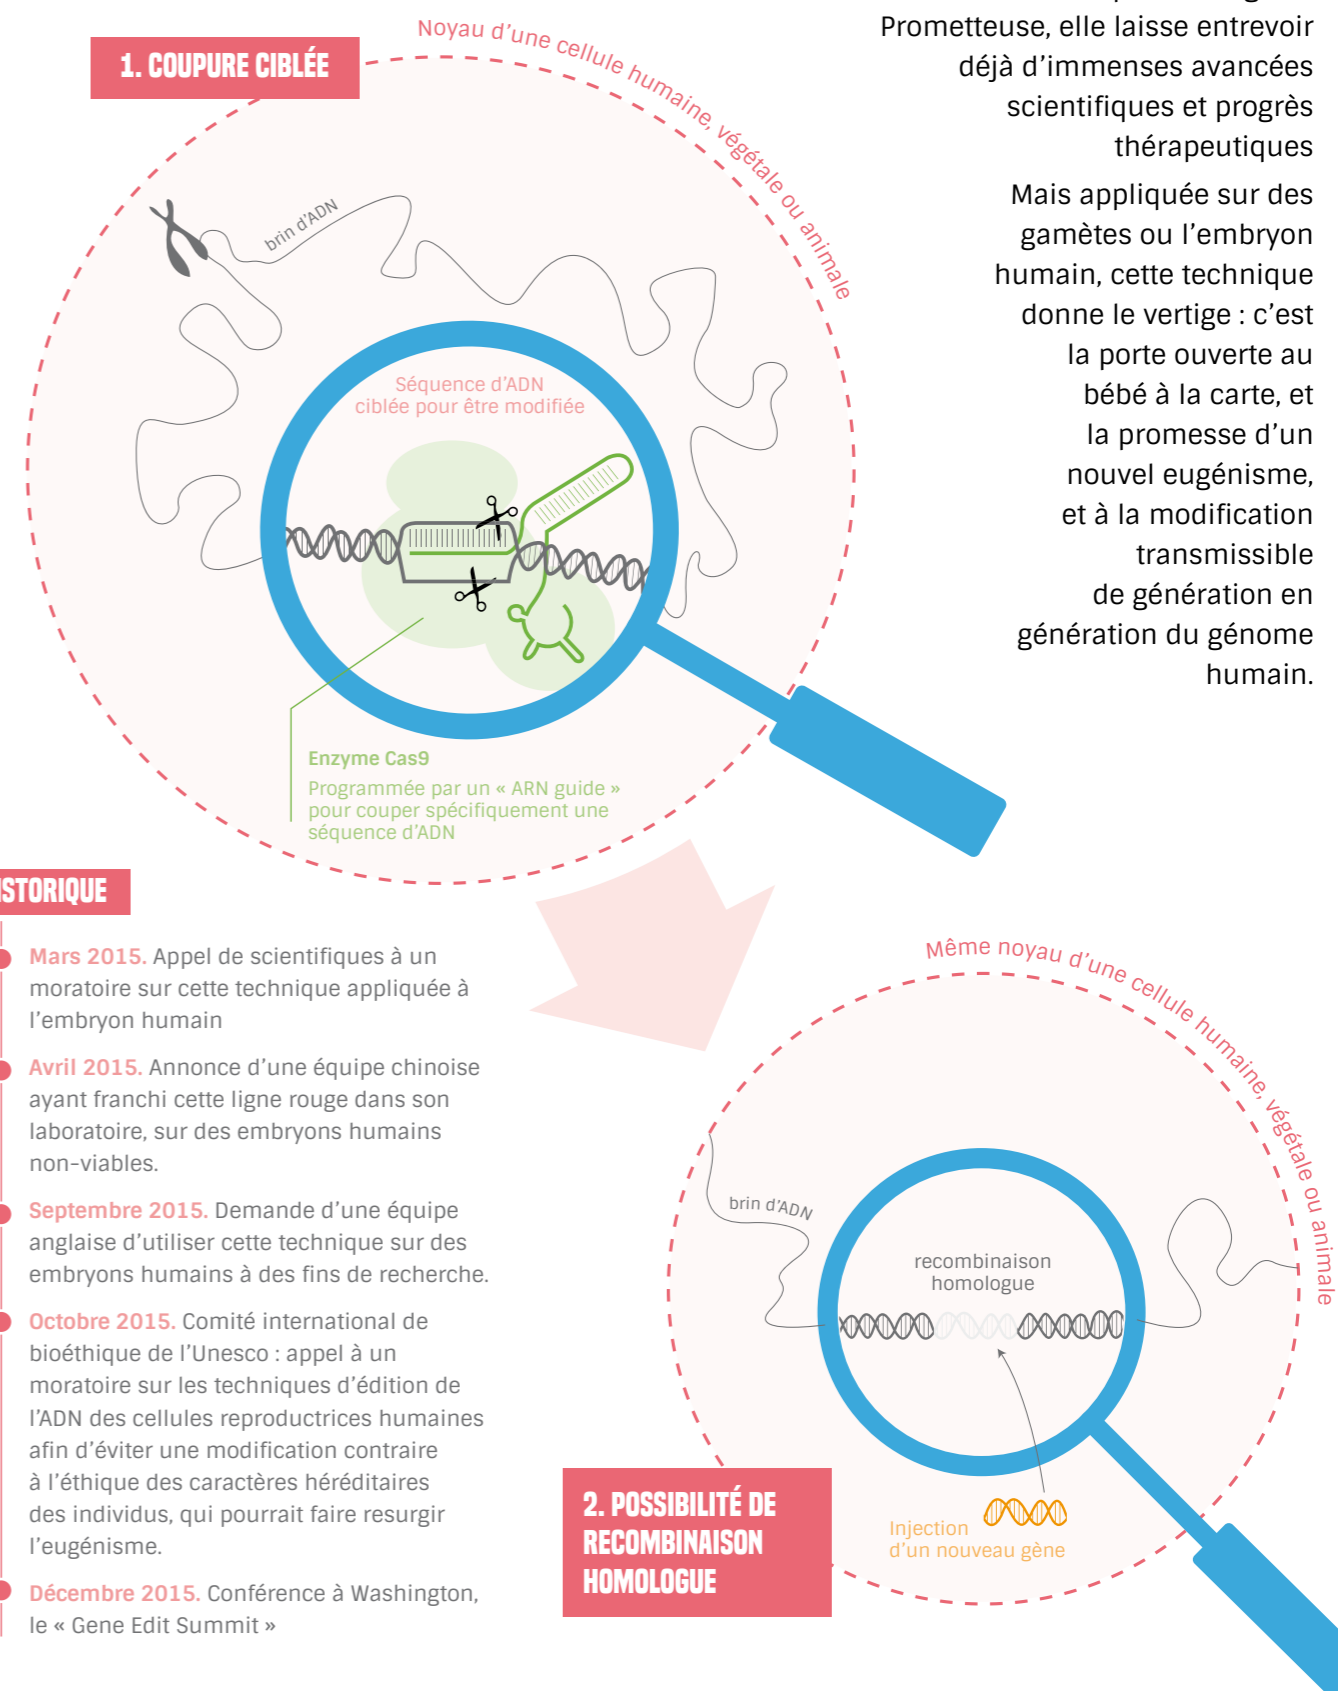 Prometteuse, elle laisse entrevoir
déjà d'immenses avancées
scientifiques et progrès
thérapeutiques
Mais appliquée sur des
gamètes ou l'embryon
humain, cette technique
donne le vertige : c'est
la porte ouverte au
bébé à la carte, et
la promesse d'un
nouvel eugénisme,
et à la modification
transmissible
de génération en
génération du génome
humain.
1. COUPURE CIBLÉE
Noyau d'une cellule humaine, végétale ou animale
brin d'ADN
Séquence d'ADN
ciblée pour être modifiée
Enzyme Cas9
Programmée par un « ARN guide »
pour couper spécifiquement une
séquence d'ADN
ISTORIQUE
Mars 2015. Appel de scientifiques à un
moratoire sur cette technique appliquée à
l'embryon humain
Avril 2015. Annonce d'une équipe chinoise
ayant franchi cette ligne rouge dans son
laboratoire, sur des embryons humains
non-viables.
Septembre 2015. Demande d'une équipe
anglaise d'utiliser cette technique sur des
embryons humains à des fins de recherche.
Octobre 2015. Comité international de
bioéthique de l'Unesco : appel à un
moratoire sur les techniques d'édition de
l'ADN des cellules reproductrices humaines
afin d'éviter une modification contraire
à l'éthique des caractères héréditaires
des individus, qui pourrait faire resurgir
l'eugénisme.
Décembre 2015. Conférence à Washington,
le « Gene Edit Summit »
Même noyau d'une cellule humaine, végétale ou animale
brin d'ADN
recombinaison
homologue
Injection
d'un nouveau gène
2. POSSIBILITÉ DE
RECOMBINAISON
HOMOLOGUE